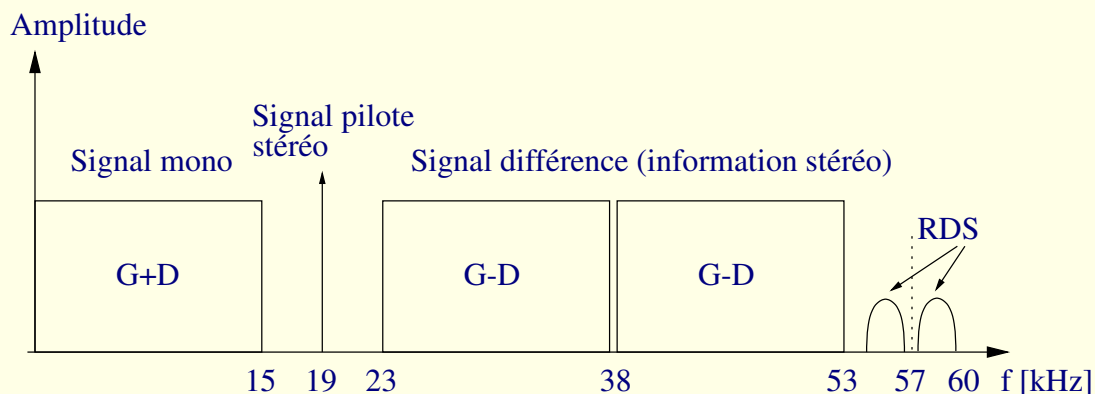 Amplitude
Signal pilote
stéréo
Signal mono
Signal différence (information stéréo)
RDS
G+D
G-D
G-D
15 19 23 38 53 57 60 f [kHz]